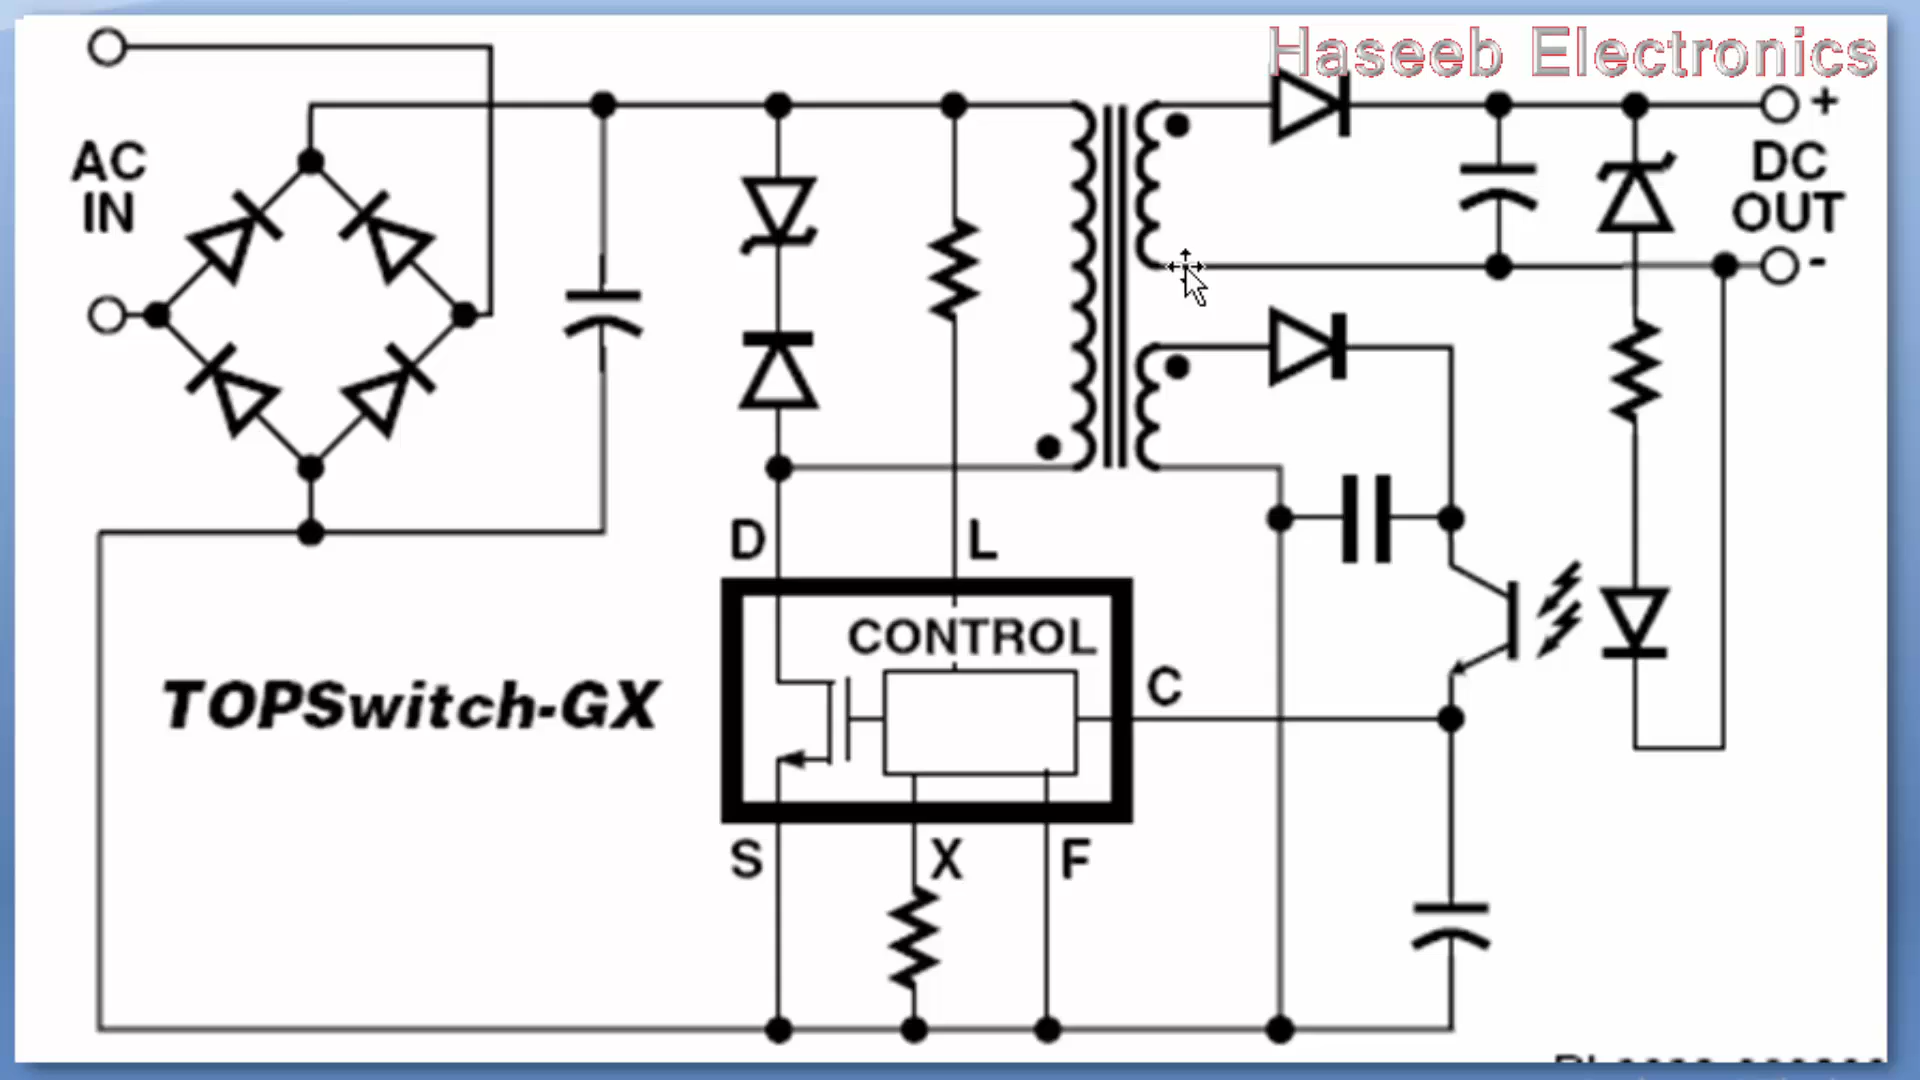 Haseeb Electronics
+
AC
IN
DC
OUT
-
D
L
CONTROL
C
TOPSwitch-GX
S
X
F